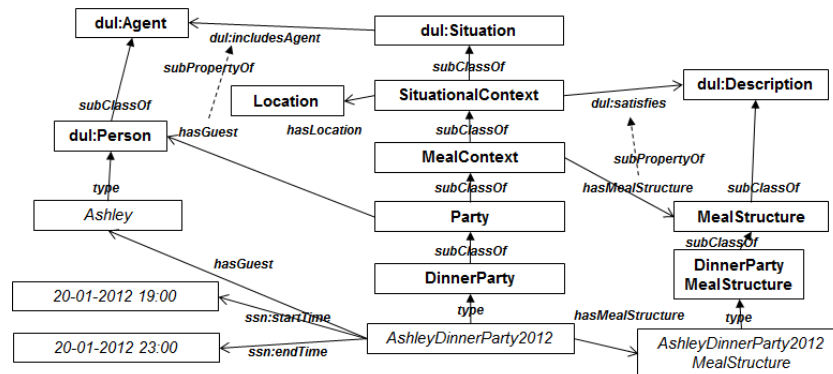 dul:Agent
dul:includesAgent
dul:Situation
subPropertyOf
subClassOf
subClassOf
Location
SituationalContext
dul:Description
dul:satisfies
dul:Person
hasGuest
hasLocation
subClassOf
MealContext
subPropertyOf
type
subClassOf
hasMealStructure
subClassOf
Ashley
Party
MealStructure
hasGuest
subClassOf
subClassOf
DinnerParty
DinnerParty
MealStructure
20-01-2012 19:00
ssn:startTime
type
hasMealStructure
type
20-01-2012 23:00
ssn:endTime
AshleyDinnerParty2012
AshleyDinnerParty2012
MealStructure